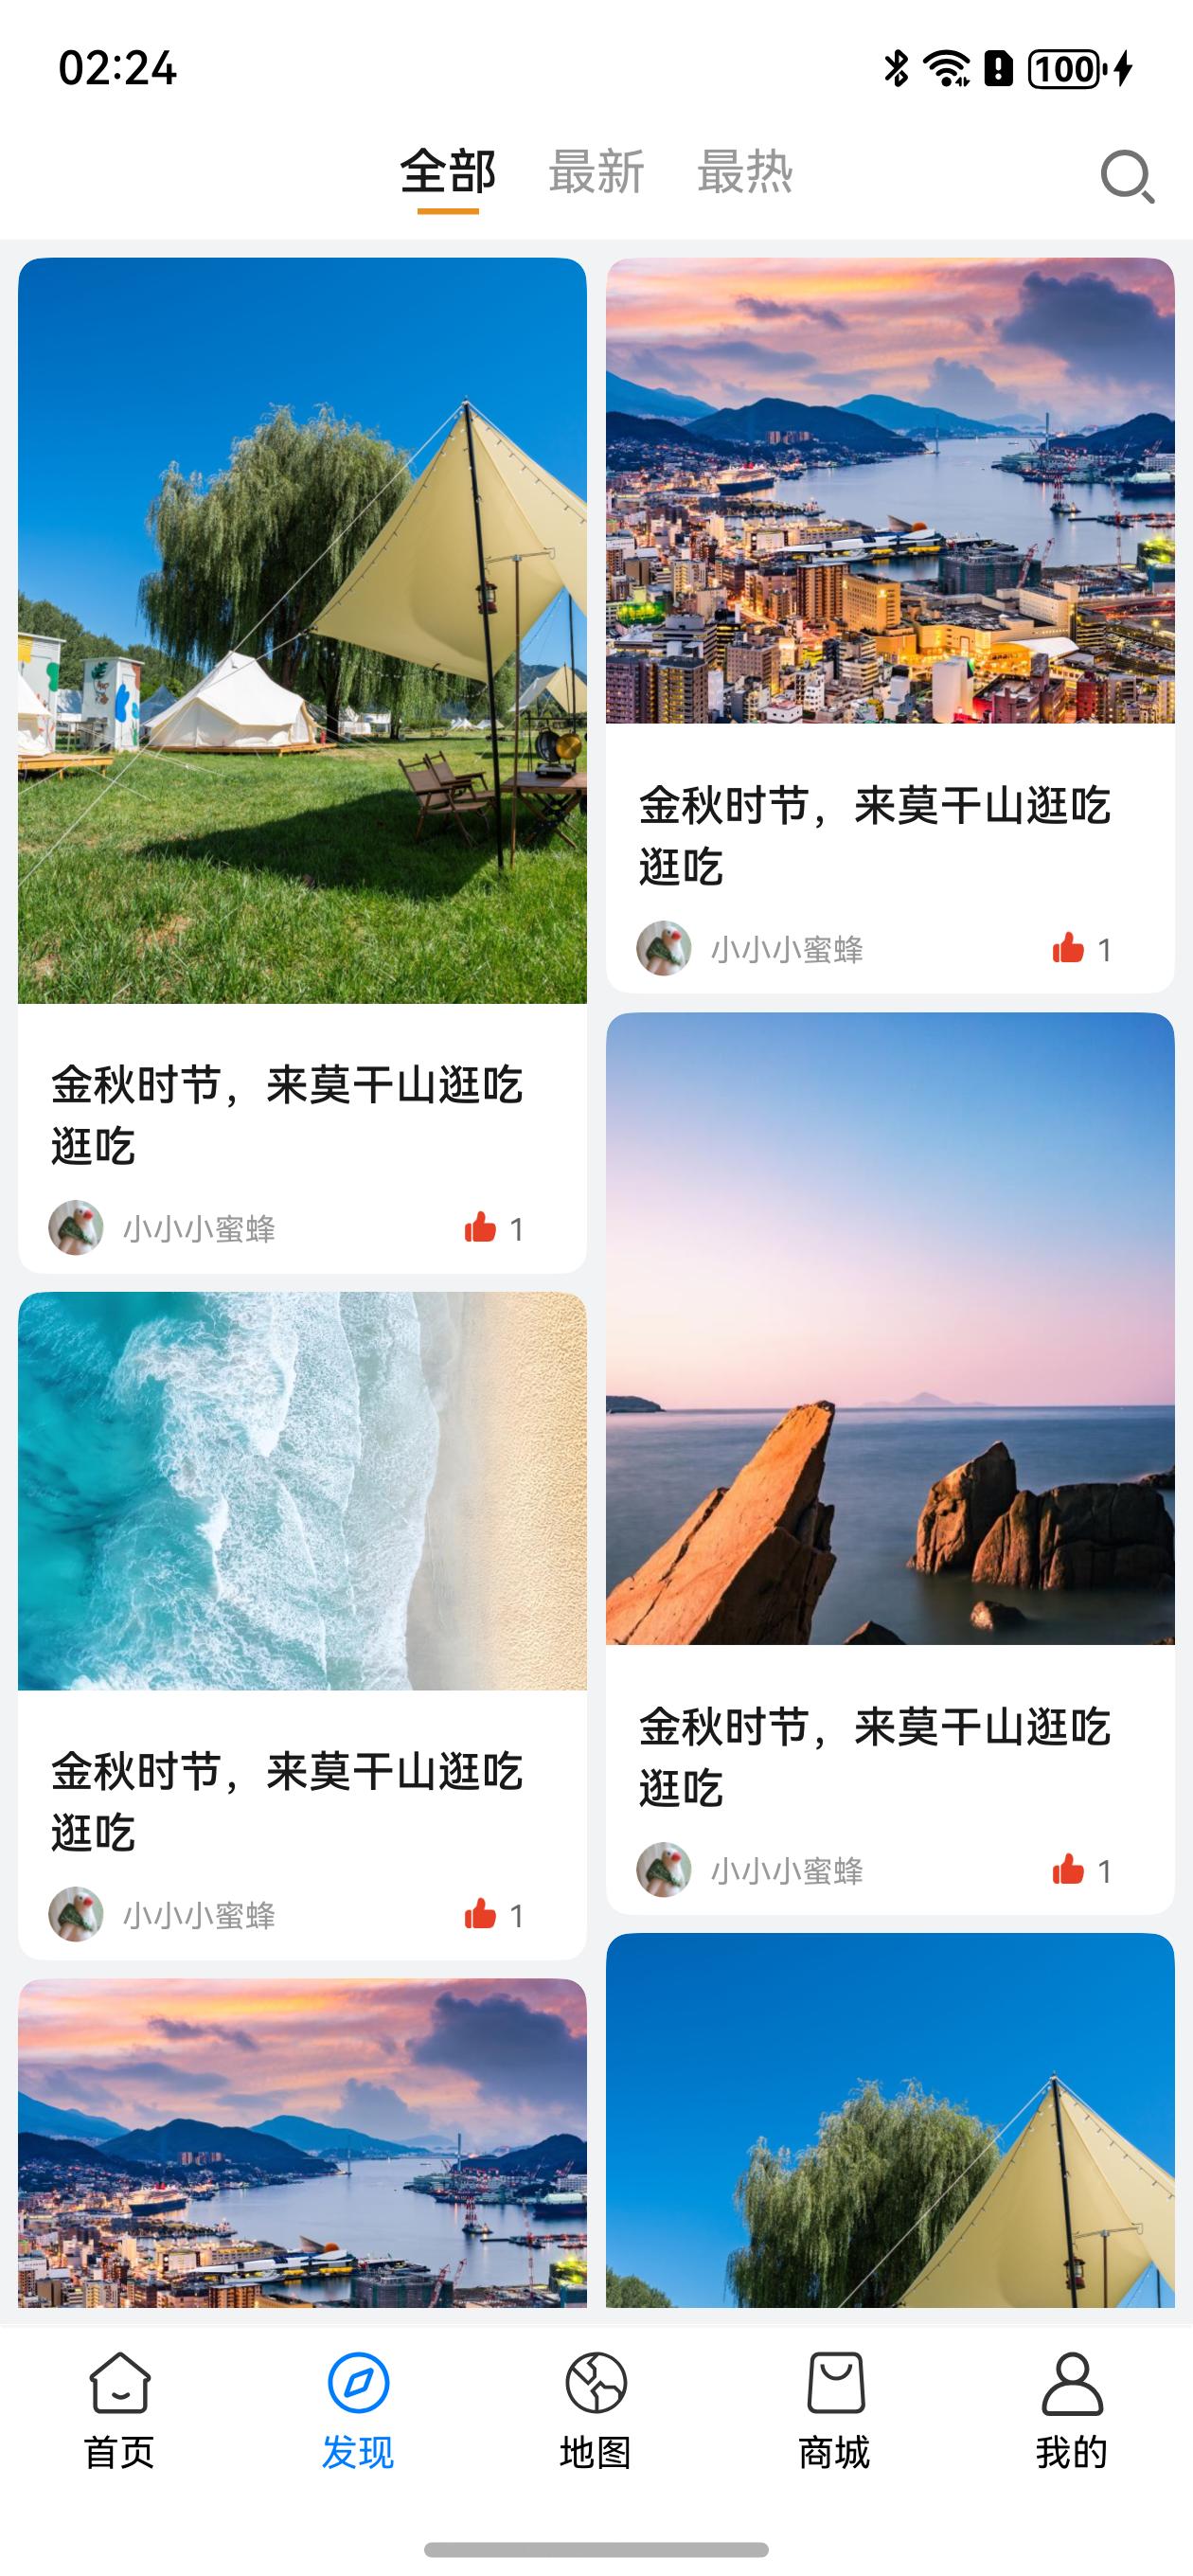 02:24
100
全部 最新 最热
金秋时节，来莫干山逛吃
逛吃
小小小蜜蜂 1
金秋时节，来莫干山逛吃
逛吃
小小小蜜蜂 1
金秋时节，来莫干山逛吃
逛吃
小小小蜜蜂 1
金秋时节，来莫干山逛吃
逛吃
小小小蜜蜂 1
首页 发现 地图 商城 我的